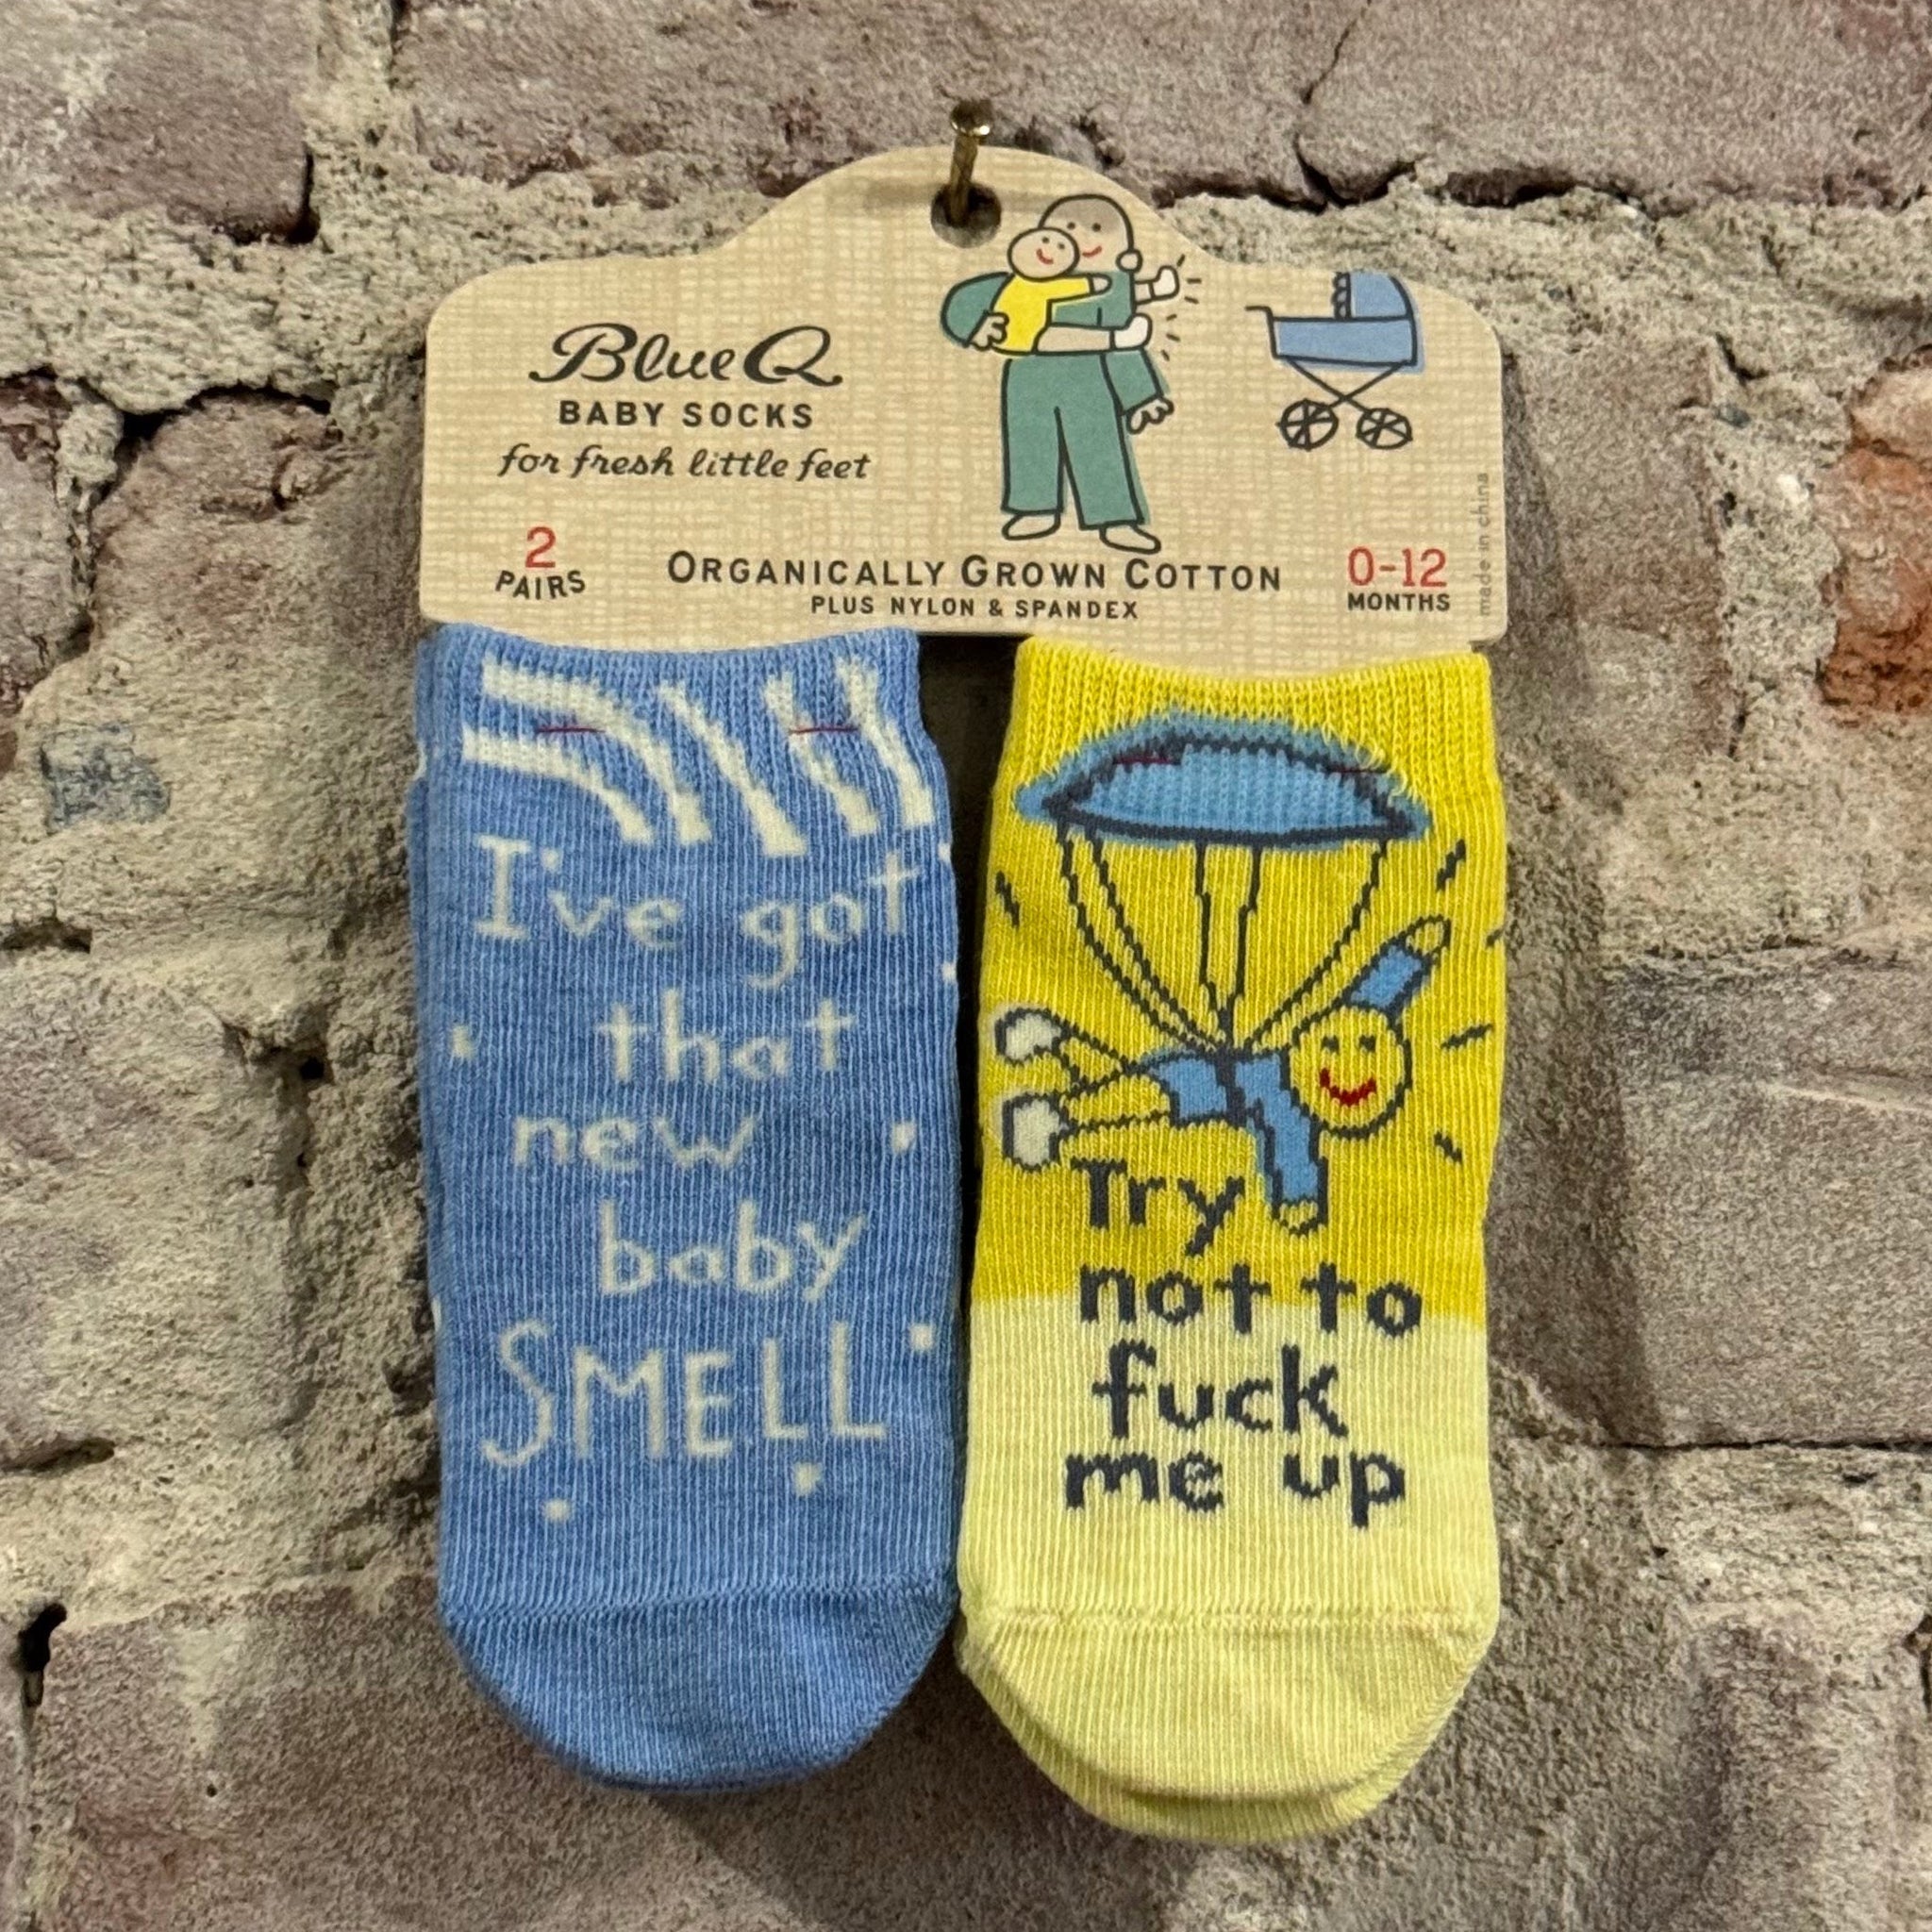 Blue Q
BABY SOCKS
for fresh little feet
2
PAIRS
ORGANICALLY GROWN COTTON
PLUS NYLON & SPANDEX
0-12
MONTHS
made in china
I've got
that
new
baby
SMELL
Try
not to
fuck
me up